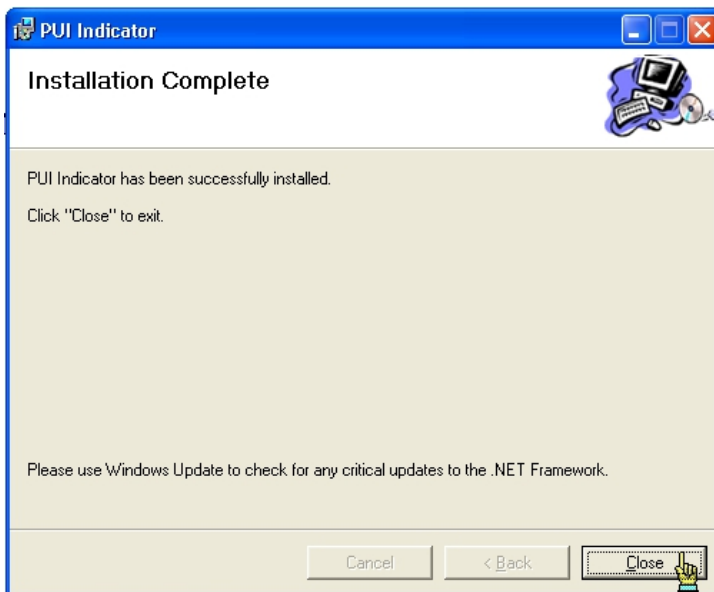 PUI Indicator
Installation Complete
PUI Indicator has been successfully installed.
Click "Close" to exit.
Please use Windows Update to check for any critical updates to the .NET Framework.
Cancel
< Back
Close